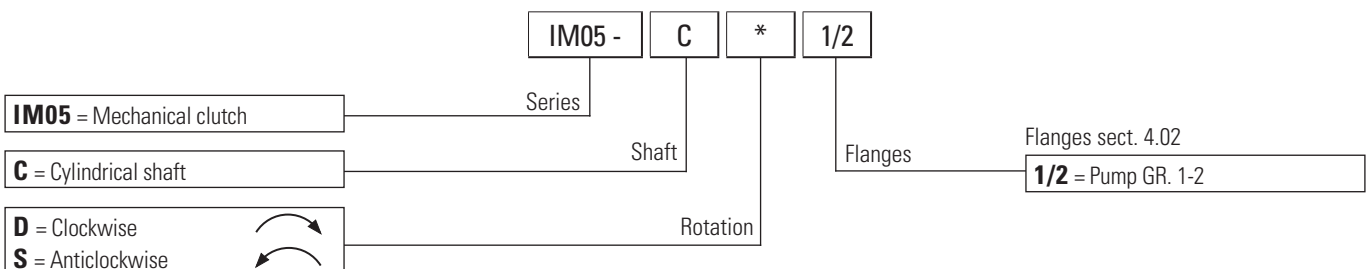 IM05 - C * 1/2
Series
IM05 = Mechanical clutch
Flanges sect. 4.02
Shaft
Flanges
C = Cylindrical shaft
1/2 = Pump GR. 1-2
Rotation
D = Clockwise
S = Anticlockwise